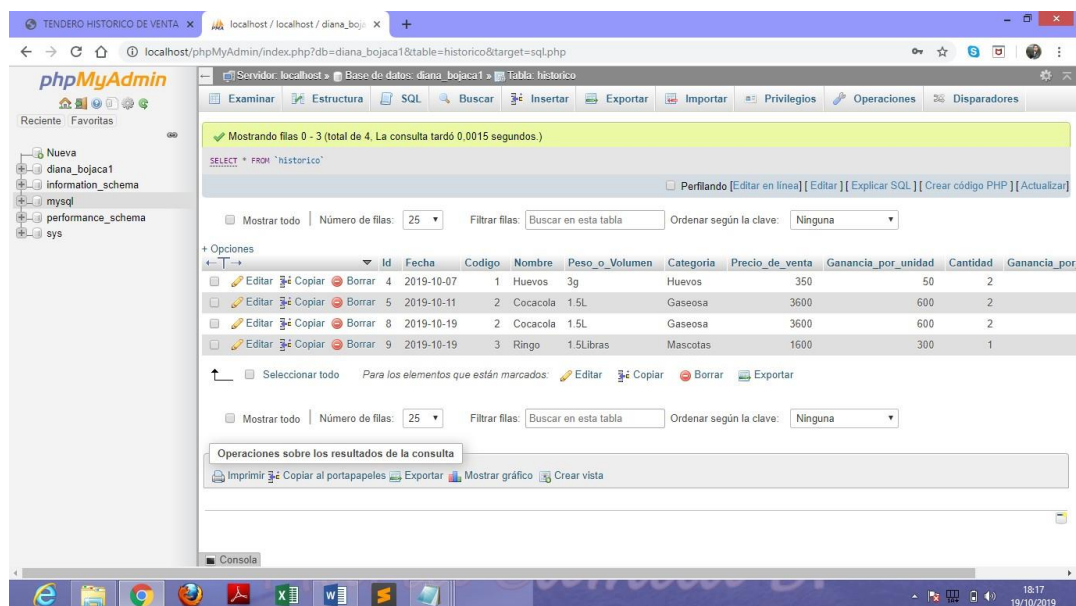 TENDERO HISTORICO DE VENTA
localhost / localhost / diana_boja
localhost/phpMyAdmin/index.php?db=diana_bojaca1&table=historico&target=sql.php
phpMyAdmin
Reciente Favoritas
Nueva
diana_bojaca1
information_schema
mysql
performance_schema
sys
Servidor: localhost » Base de datos: diana_bojaca1 » Tabla: historico
Examinar Estructura SQL Buscar Insertar Exportar Importar Privilegios Operaciones Disparadores
Mostrando filas 0 - 3 (total de 4, La consulta tardó 0,0015 segundos.)
SELECT * FROM `historico`
Perfilando [Editar en línea] [ Editar ] [ Explicar SQL ] [ Crear código PHP ] [ Actualizar]
Mostrar todo | Número de filas: 25 Filtrar filas: Buscar en esta tabla Ordenar según la clave: Ninguna
+ Opciones
←T→ Id Fecha Codigo Nombre Peso_o_Volumen Categoria Precio_de_venta Ganancia_por_unidad Cantidad Ganancia_por
Editar Copiar Borrar 4 2019-10-07 1 Huevos 3g Huevos 350 50 2
Editar Copiar Borrar 5 2019-10-11 2 Cocacola 1.5L Gaseosa 3600 600 2
Editar Copiar Borrar 8 2019-10-19 2 Cocacola 1.5L Gaseosa 3600 600 2
Editar Copiar Borrar 9 2019-10-19 3 Ringo 1.5Libras Mascotas 1600 300 1
Seleccionar todo Para los elementos que están marcados: Editar Copiar Borrar Exportar
Mostrar todo | Número de filas: 25 Filtrar filas: Buscar en esta tabla Ordenar según la clave: Ninguna
Operaciones sobre los resultados de la consulta
Imprimir Copiar al portapapeles Exportar Mostrar gráfico Crear vista
Consola
18:17
19/10/2019